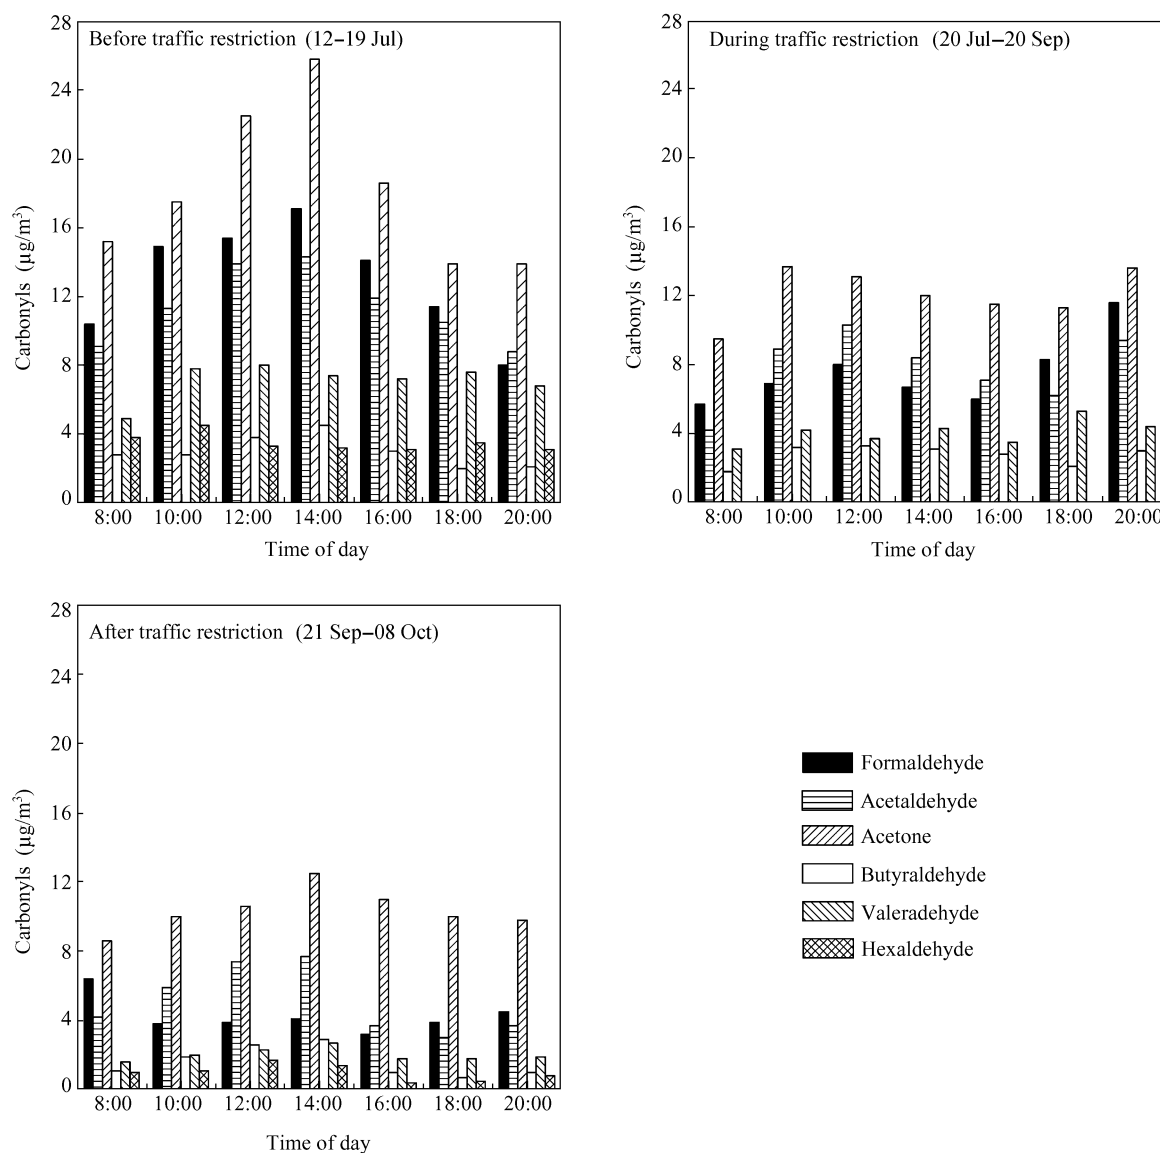 Before traffic restriction (12–19 Jul)
28
24
20
16
12
8
4
0
Carbonyls (µg/m³)
8:00 10:00 12:00 14:00 16:00 18:00 20:00
Time of day
During traffic restriction (20 Jul–20 Sep)
28
24
20
16
12
8
4
0
Carbonyls (µg/m³)
8:00 10:00 12:00 14:00 16:00 18:00 20:00
Time of day
After traffic restriction (21 Sep–08 Oct)
28
24
20
16
12
8
4
0
Carbonyls (µg/m³)
8:00 10:00 12:00 14:00 16:00 18:00 20:00
Time of day
Formaldehyde
Acetaldehyde
Acetone
Butyraldehyde
Valeradehyde
Hexaldehyde